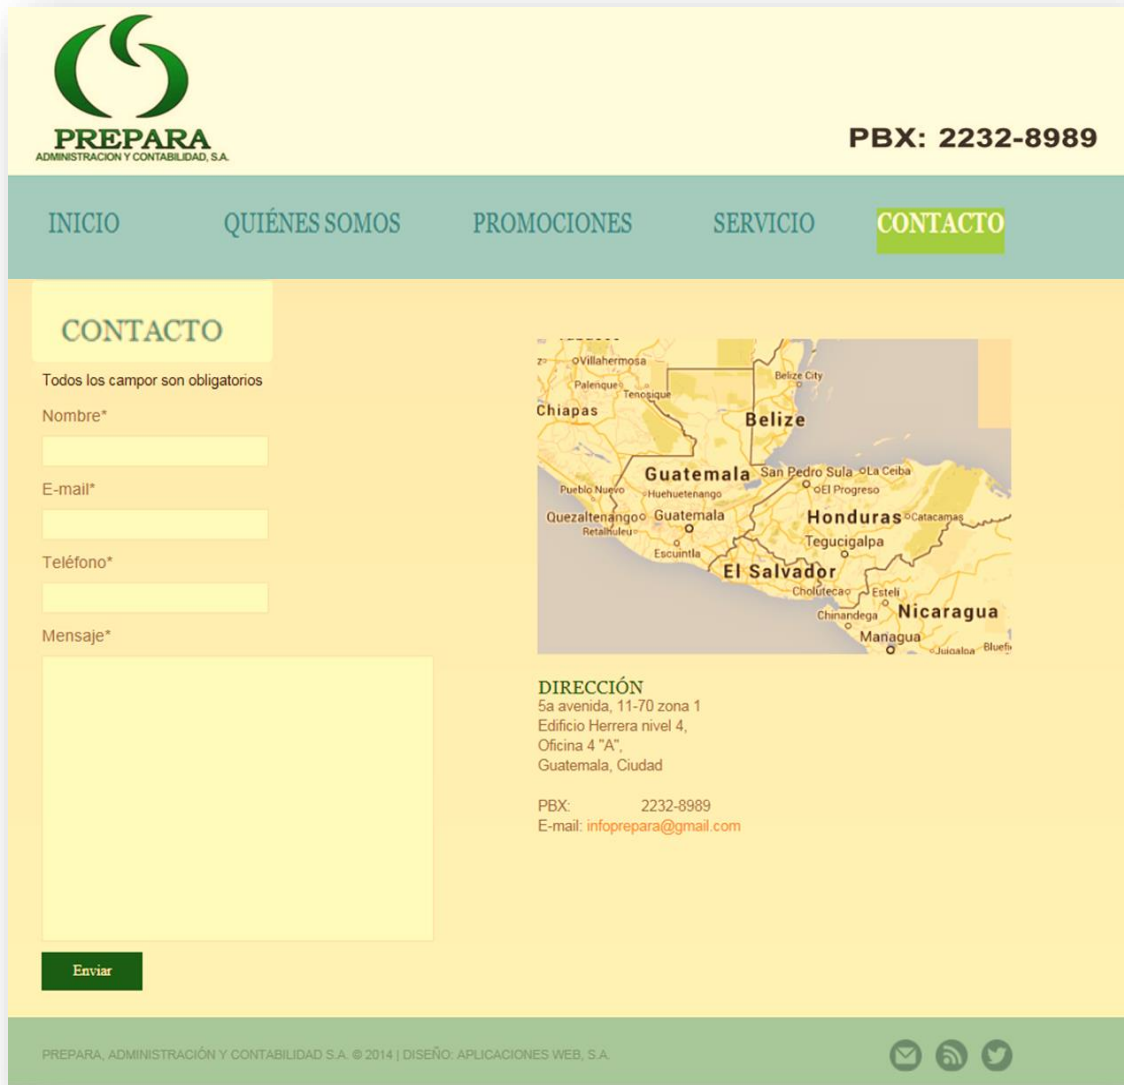 PREPARA
ADMINISTRACION Y CONTABILIDAD, S.A.
PBX: 2232-8989
INICIO QUIÉNES SOMOS PROMOCIONES SERVICIO CONTACTO
CONTACTO
Todos los campor son obligatorios
Nombre*
E-mail*
Teléfono*
Mensaje*
Enviar
Villahermosa
Palenque
Tenosique
Belize City
Chiapas
Belize
Guatemala
San Pedro Sula
La Ceiba
Pueblo Nuevo
Huehuetenango
El Progreso
Quezaltenango
Guatemala
Honduras
Catacamas
Retalhuleu
Tegucigalpa
Escuintla
El Salvador
Choluteca
Estelí
Chinandega
Nicaragua
Managua
Juigalpa
Bluefi
DIRECCIÓN
5a avenida, 11-70 zona 1
Edificio Herrera nivel 4,
Oficina 4 "A",
Guatemala, Ciudad
PBX: 2232-8989
E-mail: infoprepara@gmail.com
PREPARA, ADMINISTRACIÓN Y CONTABILIDAD S.A. © 2014 | DISEÑO: APLICACIONES WEB, S.A.